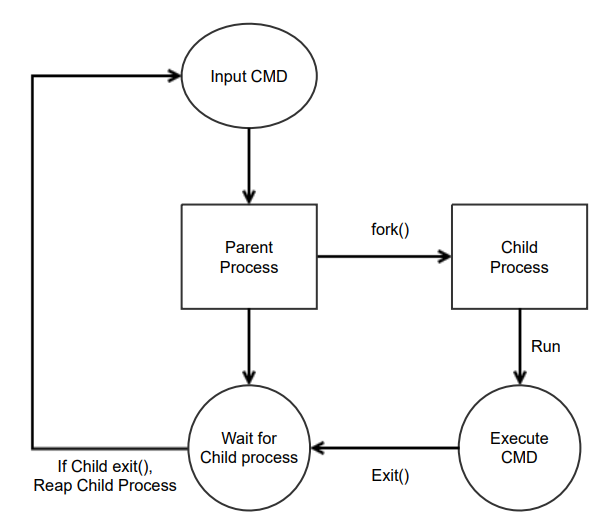 Input CMD
Parent
Process
fork()
Child
Process
Run
Wait for
Child process
Execute
CMD
Exit()
If Child exit(),
Reap Child Process